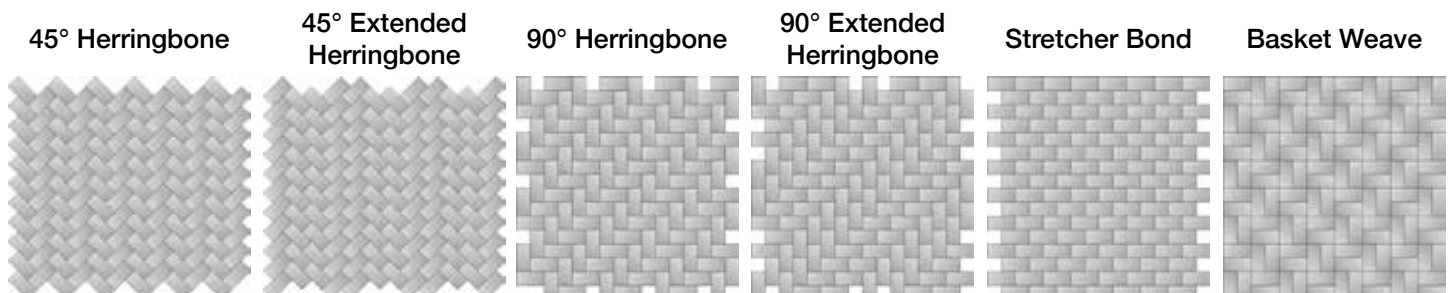 45° Herringbone
45° Extended
Herringbone
90° Herringbone
90° Extended
Herringbone
Stretcher Bond
Basket Weave